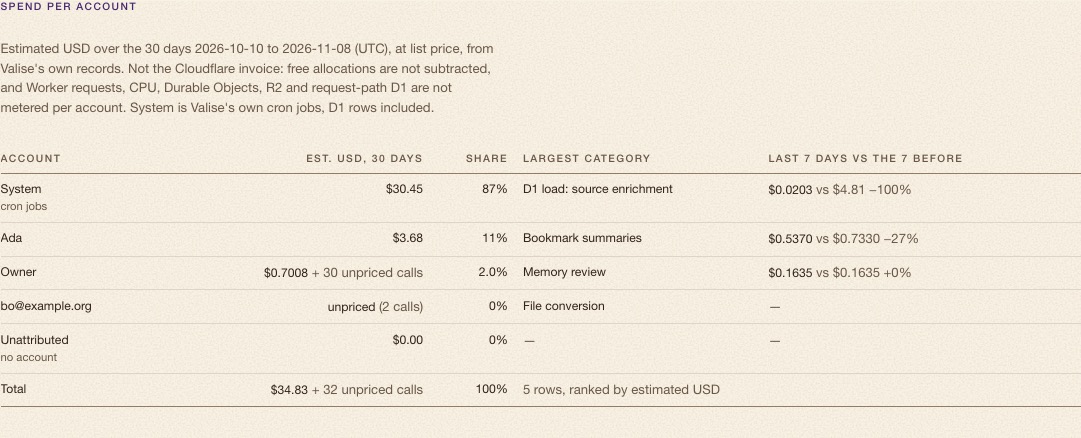 SPEND PER ACCOUNT
Estimated USD over the 30 days 2026-10-10 to 2026-11-08 (UTC), at list price, from
Valise's own records. Not the Cloudflare invoice: free allocations are not subtracted,
and Worker requests, CPU, Durable Objects, R2 and request-path D1 are not
metered per account. System is Valise's own cron jobs, D1 rows included.
ACCOUNT EST. USD, 30 DAYS SHARE LARGEST CATEGORY LAST 7 DAYS VS THE 7 BEFORE
System $30.45 87% D1 load: source enrichment $0.0203 vs $4.81 −100%
cron jobs
Ada $3.68 11% Bookmark summaries $0.5370 vs $0.7330 −27%
Owner $0.7008 + 30 unpriced calls 2.0% Memory review $0.1635 vs $0.1635 +0%
bo@example.org unpriced (2 calls) 0% File conversion —
Unattributed $0.00 0% — —
no account
Total $34.83 + 32 unpriced calls 100% 5 rows, ranked by estimated USD